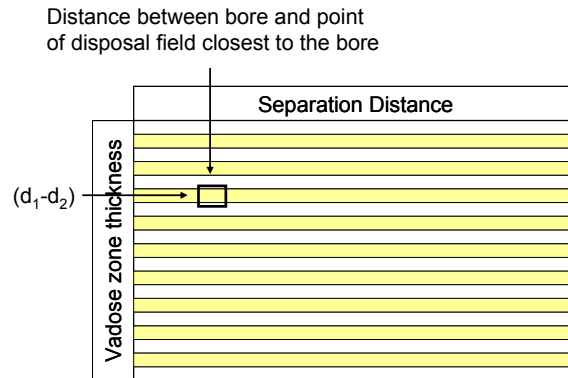 Distance between bore and point
of disposal field closest to the bore
Separation Distance
Vadose zone thickness
(d₁-d₂)